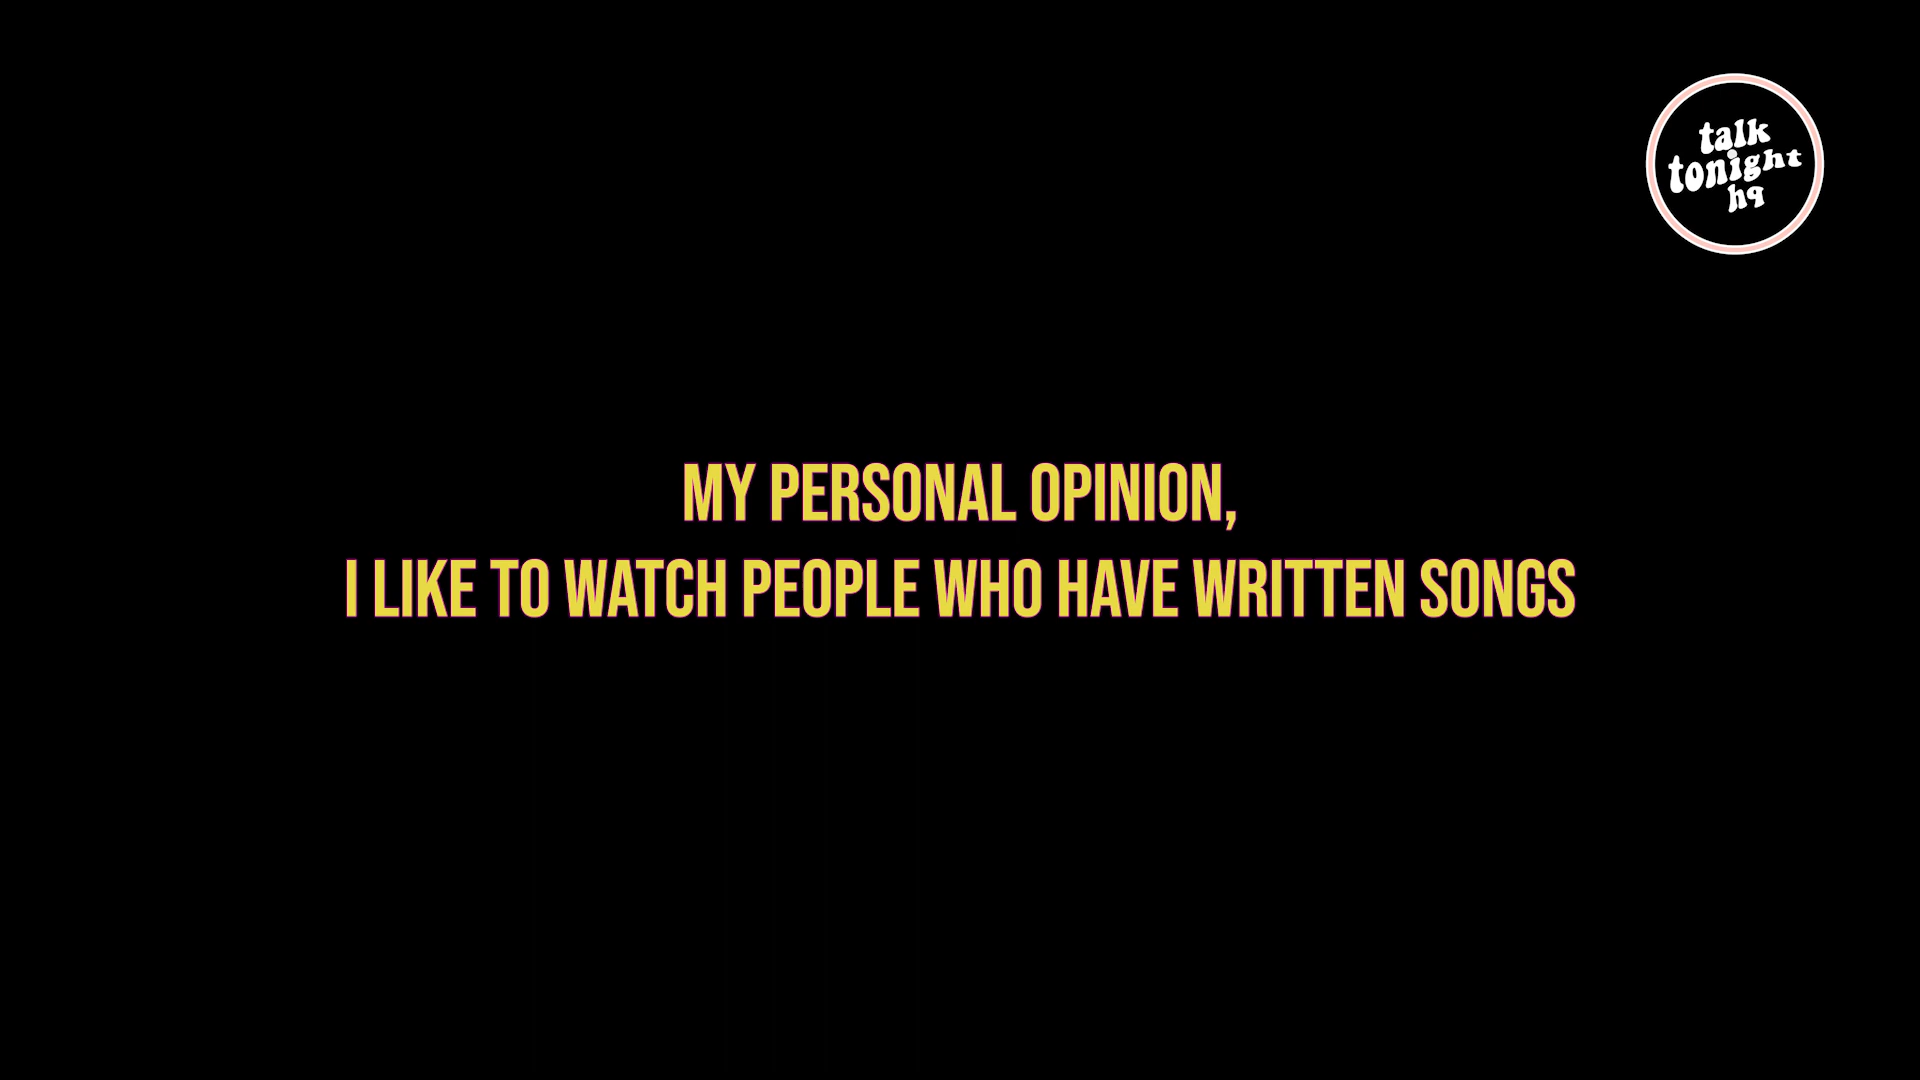 talk
tonight
hq
MY PERSONAL OPINION,
I LIKE TO WATCH PEOPLE WHO HAVE WRITTEN SONGS